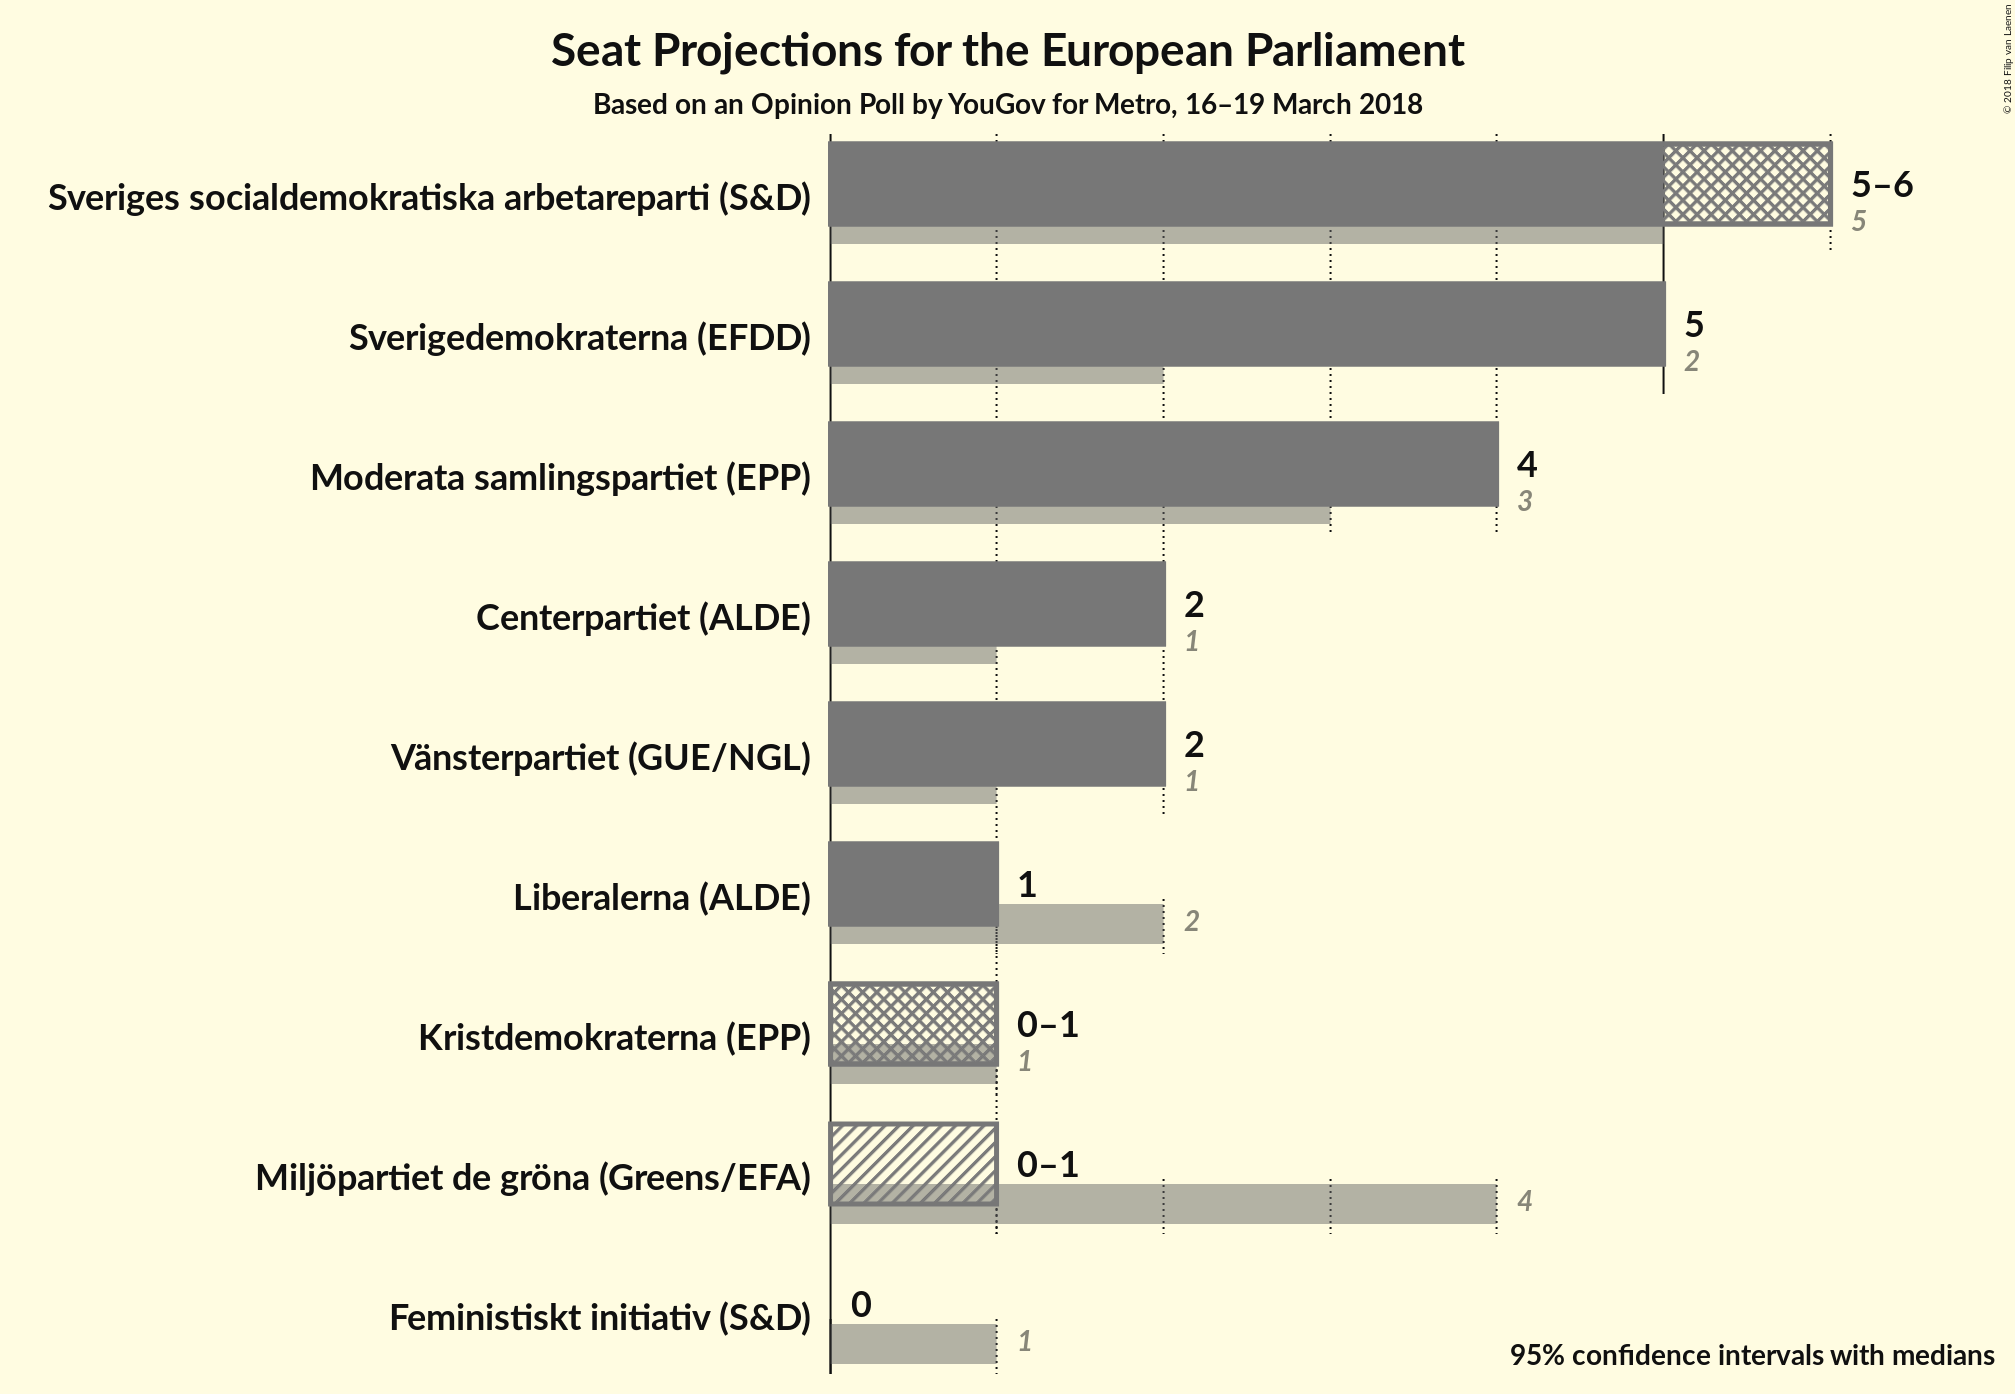 Seat Projections for the European Parliament
Based on an Opinion Poll by YouGov for Metro, 16–19 March 2018
© 2018 Filip van Laenen
Sveriges socialdemokratiska arbetareparti (S&D)
5–6
5
Sverigedemokraterna (EFDD)
5
2
Moderata samlingspartiet (EPP)
4
3
Centerpartiet (ALDE)
2
1
Vänsterpartiet (GUE/NGL)
2
1
Liberalerna (ALDE)
1
2
Kristdemokraterna (EPP)
0–1
1
Miljöpartiet de gröna (Greens/EFA)
0–1
4
Feministiskt initiativ (S&D)
0
1
95% confidence intervals with medians